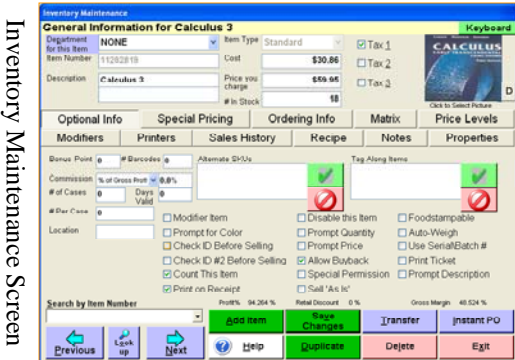 Inventory Maintenance Screen
Inventory Maintenance
General Information for Calculus 3
Keyboard
Department for this Item NONE Item Type Standard Tax 1
Item Number 11202819 Cost $30.86 Tax 2
Description Calculus 3 Price you charge $59.95 Tax 3
# In Stock 18
CALCULUS
D
Click to Select Picture
Optional Info Special Pricing Ordering Info Matrix Price Levels
Modifiers Printers Sales History Recipe Notes Properties
Bonus Point 0 # Barcodes 0 Alternate SKUs Tag Along Items
Commission % of Gross Profit 0.0%
# of Cases 0 Days Valid 0
# Per Case 0
Location
Modifier Item Disable this Item Foodstampable
Prompt for Color Prompt Quantity Auto-Weigh
Check ID Before Selling Prompt Price Use Serial\Batch #
Check ID #2 Before Selling Allow Buyback Print Ticket
Count This Item Special Permission Prompt Description
Print on Receipt Sell 'As Is'
Search by Item Number Profit% 94.264 % Retail Discount 0 % Gross Margin 48.524 %
Add Item Save Changes Transfer Instant PO
Previous Look up Next Help Duplicate Delete Exit